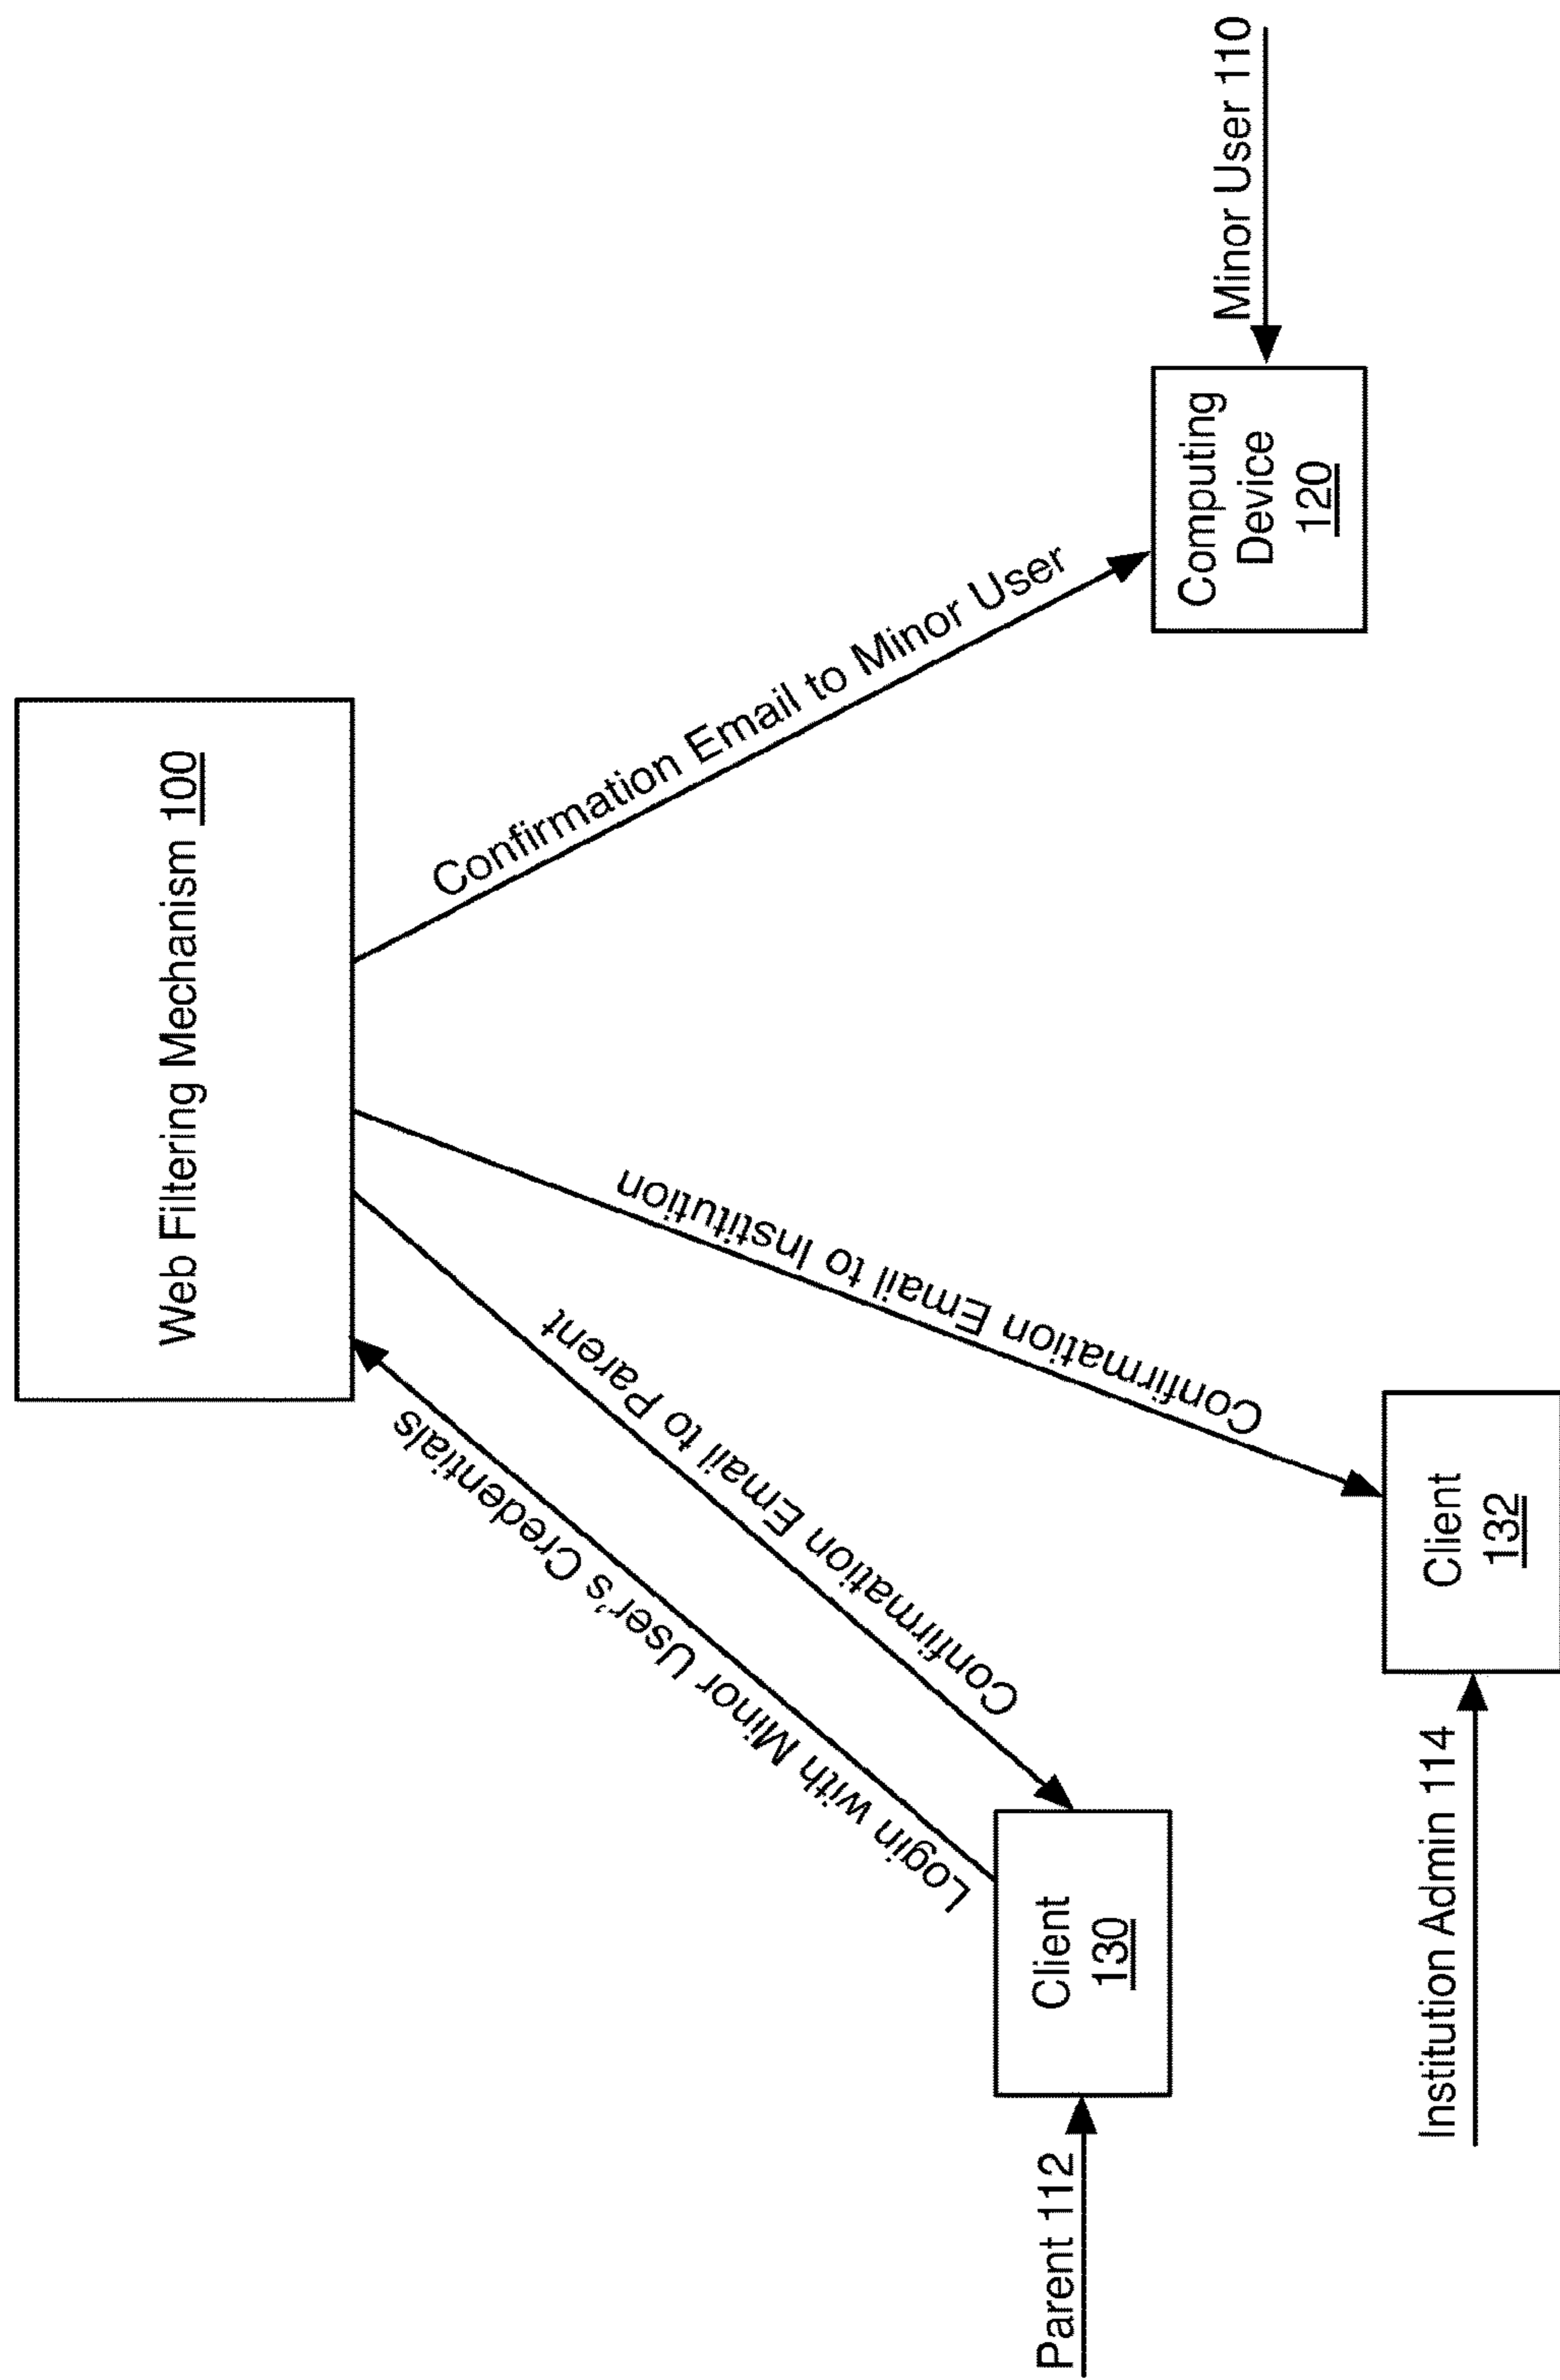 Web Filtering Mechanism 100
Login with Minor User's Credentials
Confirmation Email to Parent
Confirmation Email to Institution
Confirmation Email to Minor User
Parent 112
Client
130
Institution Admin 114
Client
132
Computing
Device
120
Minor User 110